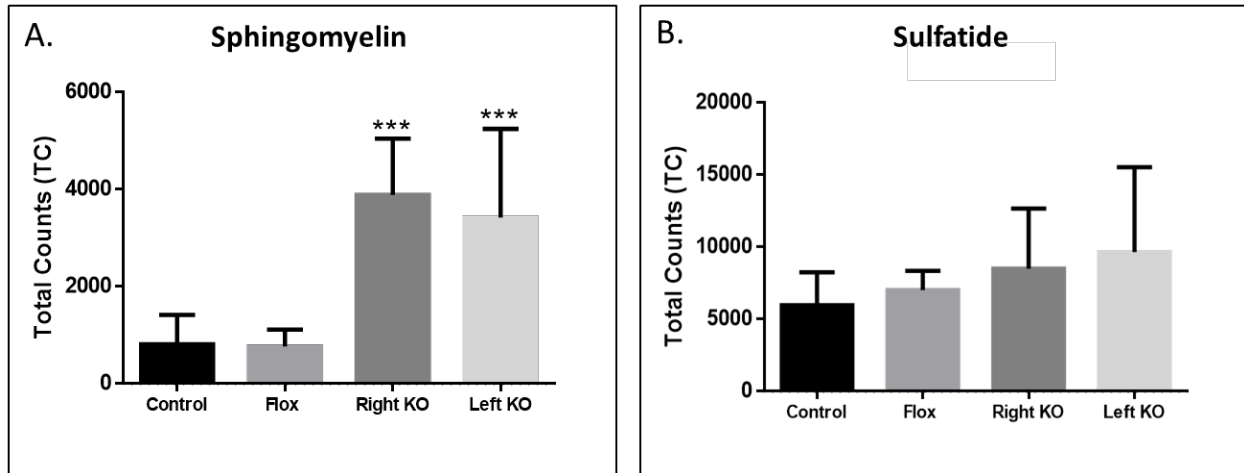 A.
Sphingomyelin
Total Counts (TC)
6000
4000
2000
0
***
***
Control Flox Right KO Left KO
B.
Sulfatide
Total Counts (TC)
20000
15000
10000
5000
0
Control Flox Right KO Left KO